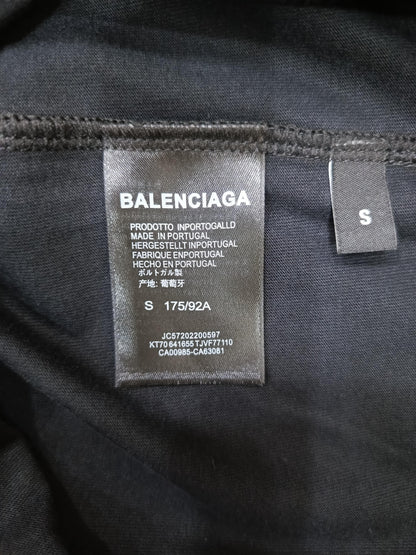 BALENCIAGA
PRODOTTO INPORTOGALLO
MADE IN PORTUGAL
HERGESTELLT INPORTUGAL
FABRIQUE ENPORTUGAL
HECHO EN PORTUGAL
ポルトガル製
产地: 葡萄牙
S 175/92A
JC57202200597
KT70 641655 TJVF77110
CA00985-CA63081
S